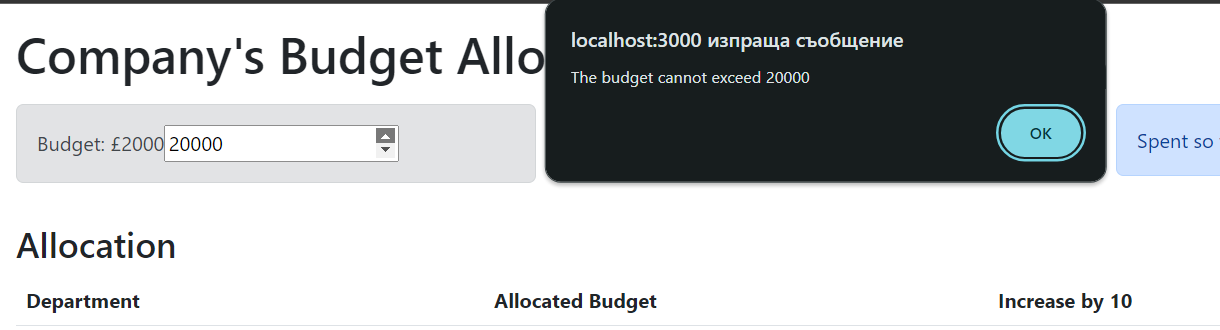 Company's Budget Allo
localhost:3000 изпраща съобщение
The budget cannot exceed 20000
OK
Budget: £2000 20000
Spent so
Allocation
Department Allocated Budget Increase by 10